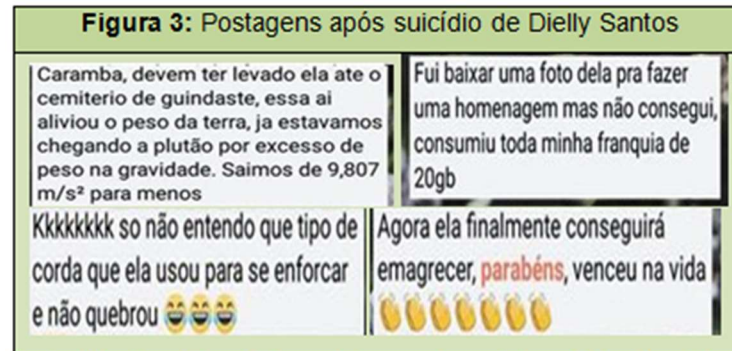 Figura 3: Postagens após suicídio de Dielly Santos
Caramba, devem ter levado ela ate o
cemiterio de guindaste, essa ai
aliviou o peso da terra, ja estavamos
chegando a plutão por excesso de
peso na gravidade. Saimos de 9,807
m/s² para menos
Fui baixar uma foto dela pra fazer
uma homenagem mas não consegui,
consumiu toda minha franquia de
20gb
Kkkkkkkk so não entendo que tipo de
corda que ela usou para se enforcar
e não quebrou 😂😂😂
Agora ela finalmente conseguirá
emagrecer, parabéns, venceu na vida
👏👏👏👏👏👏👏